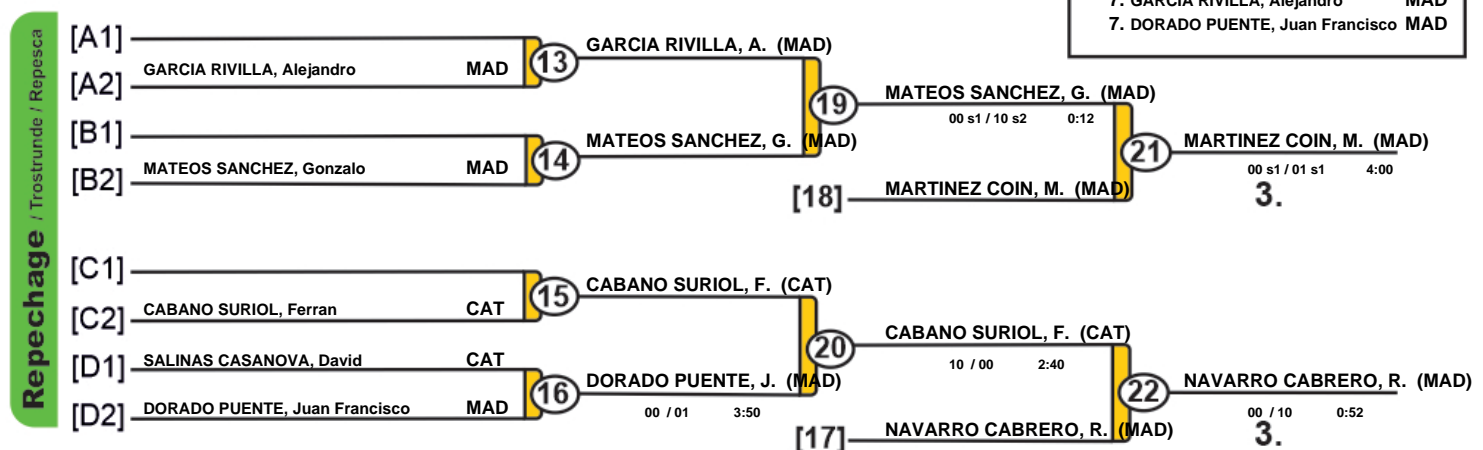 7. GARCIA RIVILLA, Alejandro MAD
7. DORADO PUENTE, Juan Francisco MAD
Repechage / Trostrunde / Repesca
[A1]
GARCIA RIVILLA, Alejandro MAD
[A2]
13
GARCIA RIVILLA, A. (MAD)
[B1]
MATEOS SANCHEZ, Gonzalo MAD
[B2]
14
MATEOS SANCHEZ, G. (MAD)
19
MATEOS SANCHEZ, G. (MAD)
00 s1 / 10 s2 0:12
[18]
MARTINEZ COIN, M. (MAD)
21
MARTINEZ COIN, M. (MAD)
00 s1 / 01 s1 4:00
3.
[C1]
CABANO SURIOL, Ferran CAT
[C2]
15
CABANO SURIOL, F. (CAT)
[D1]
SALINAS CASANOVA, David CAT
DORADO PUENTE, Juan Francisco MAD
[D2]
16
DORADO PUENTE, J. (MAD)
00 / 01 3:50
20
CABANO SURIOL, F. (CAT)
10 / 00 2:40
[17]
NAVARRO CABRERO, R. (MAD)
22
NAVARRO CABRERO, R. (MAD)
00 / 10 0:52
3.